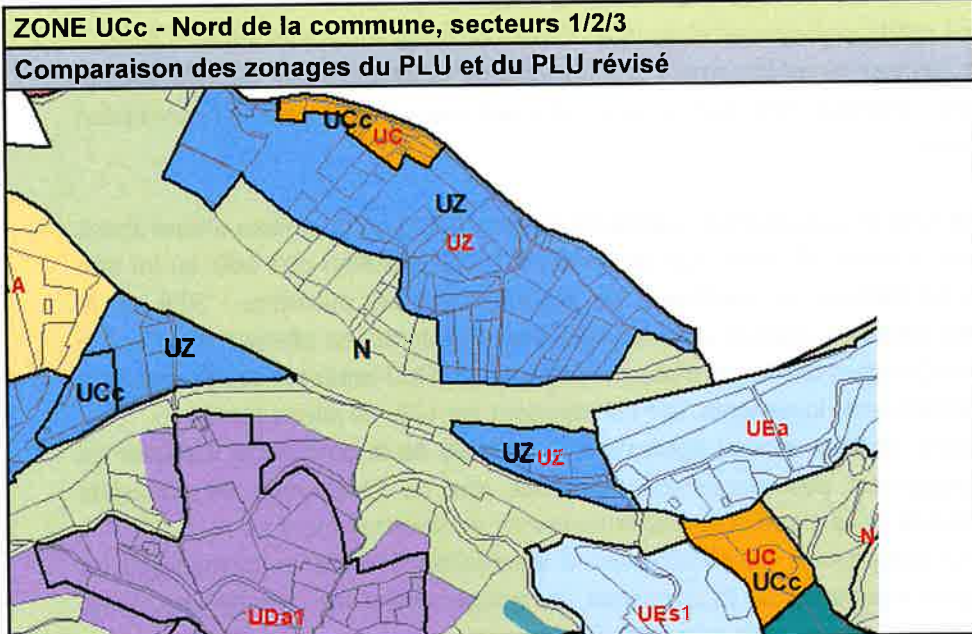 ZONE UCc - Nord de la commune, secteurs 1/2/3
Comparaison des zonages du PLU et du PLU révisé
UCc
UC
UZ
UZ
A
UZ
N
UCc
UEa
UZ UZ
N
UC
UCc
UDa1
UEs1